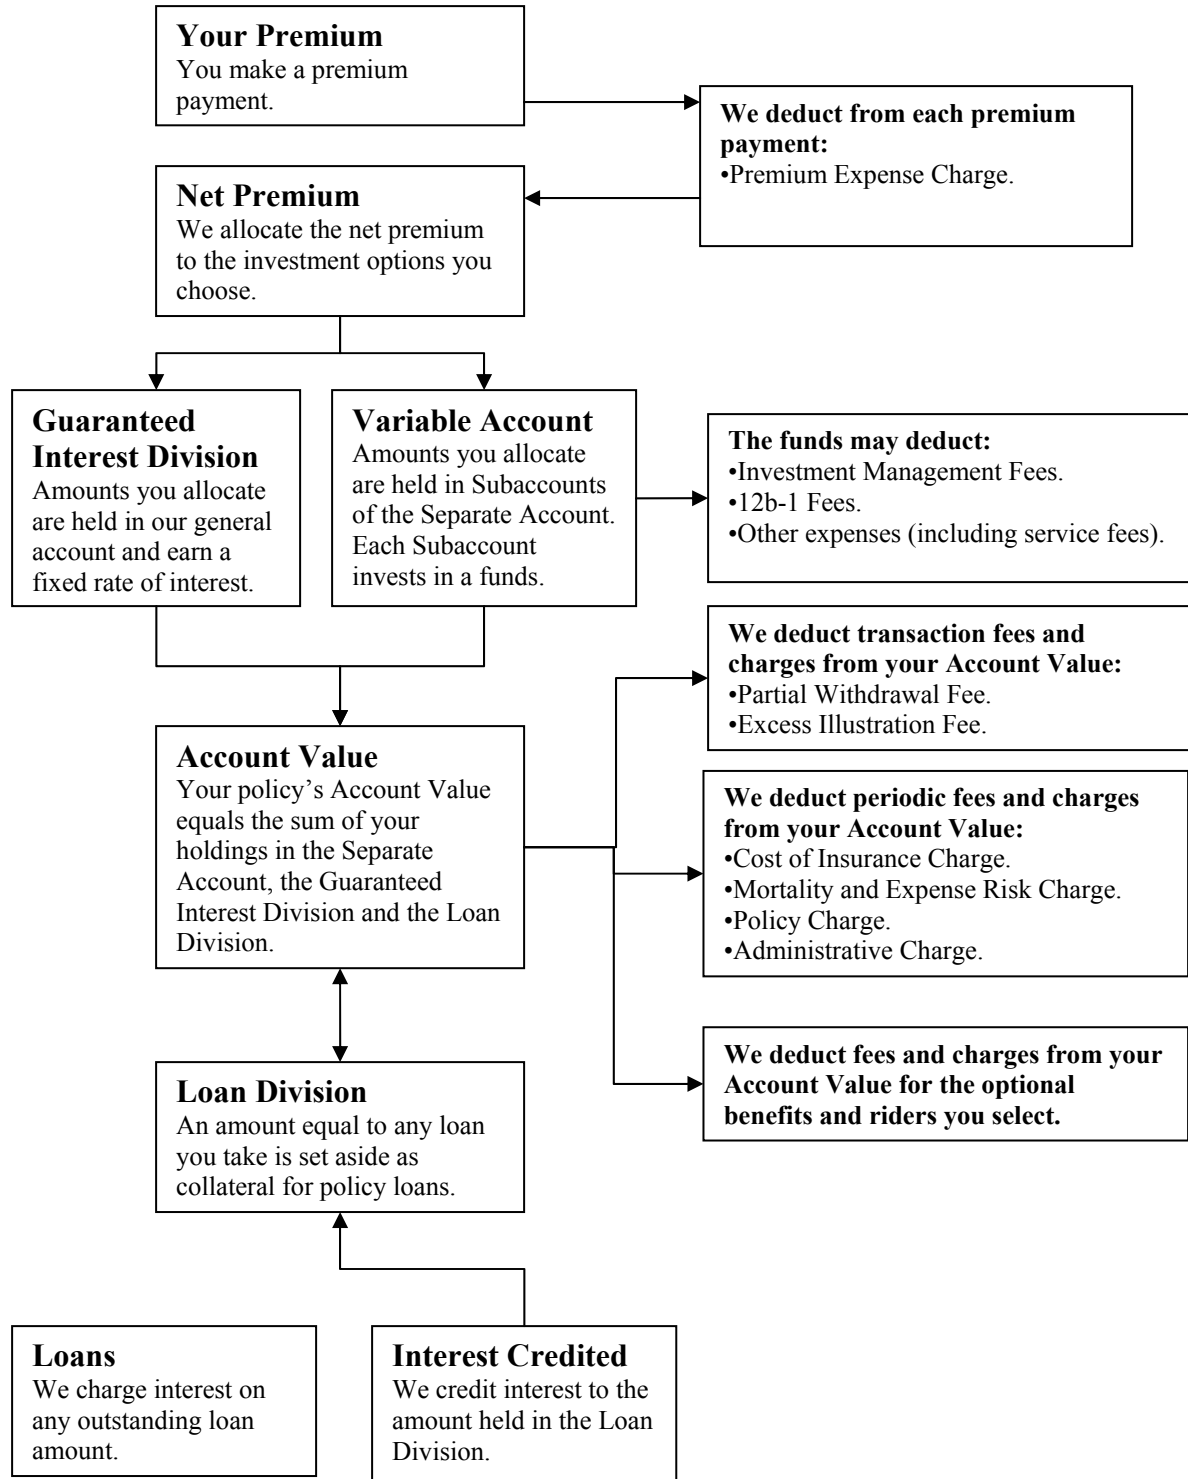 Your Premium
You make a premium
payment.
We deduct from each premium
payment:
•Premium Expense Charge.
Net Premium
We allocate the net premium
to the investment options you
choose.
Guaranteed
Interest Division
Amounts you allocate
are held in our general
account and earn a
fixed rate of interest.
Variable Account
Amounts you allocate
are held in Subaccounts
of the Separate Account.
Each Subaccount
invests in a funds.
The funds may deduct:
•Investment Management Fees.
•12b-1 Fees.
•Other expenses (including service fees).
We deduct transaction fees and
charges from your Account Value:
•Partial Withdrawal Fee.
•Excess Illustration Fee.
Account Value
Your policy’s Account Value
equals the sum of your
holdings in the Separate
Account, the Guaranteed
Interest Division and the Loan
Division.
We deduct periodic fees and charges
from your Account Value:
•Cost of Insurance Charge.
•Mortality and Expense Risk Charge.
•Policy Charge.
•Administrative Charge.
We deduct fees and charges from your
Account Value for the optional
benefits and riders you select.
Loan Division
An amount equal to any loan
you take is set aside as
collateral for policy loans.
Loans
We charge interest on
any outstanding loan
amount.
Interest Credited
We credit interest to the
amount held in the Loan
Division.